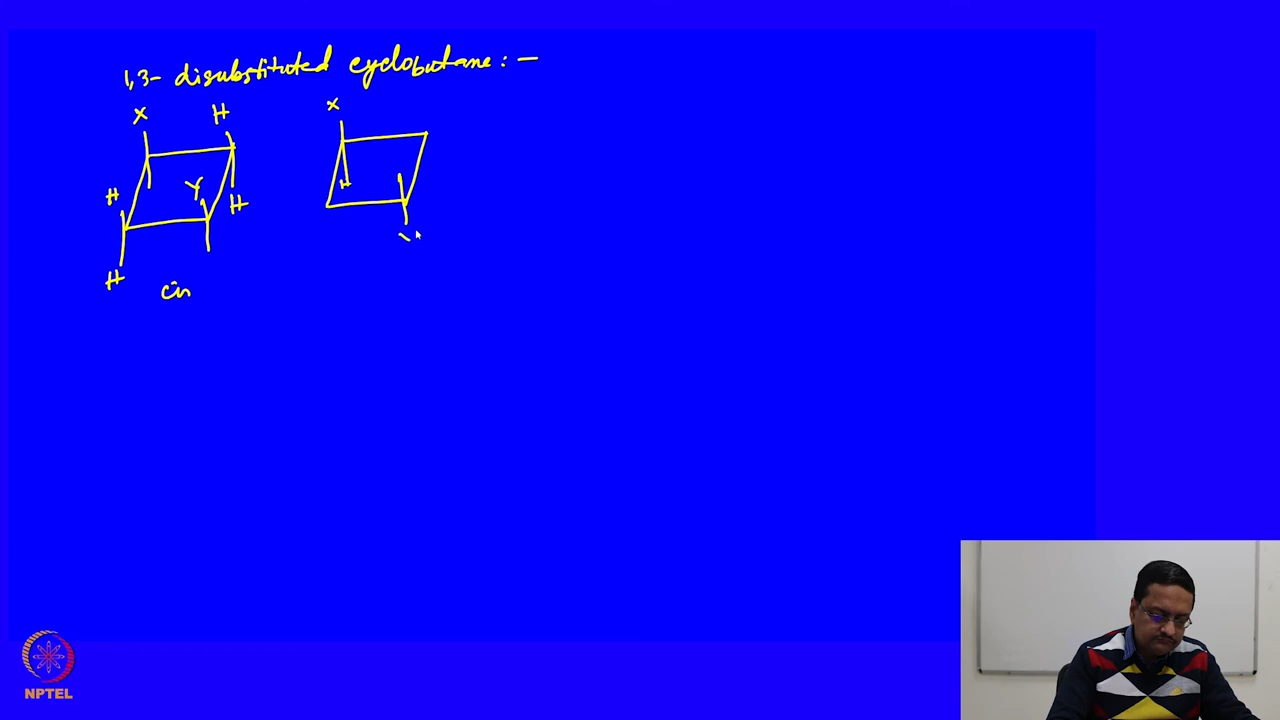 1,3- disubstituted cyclobutane : -
X H X
H Y H
H
cis
NPTEL